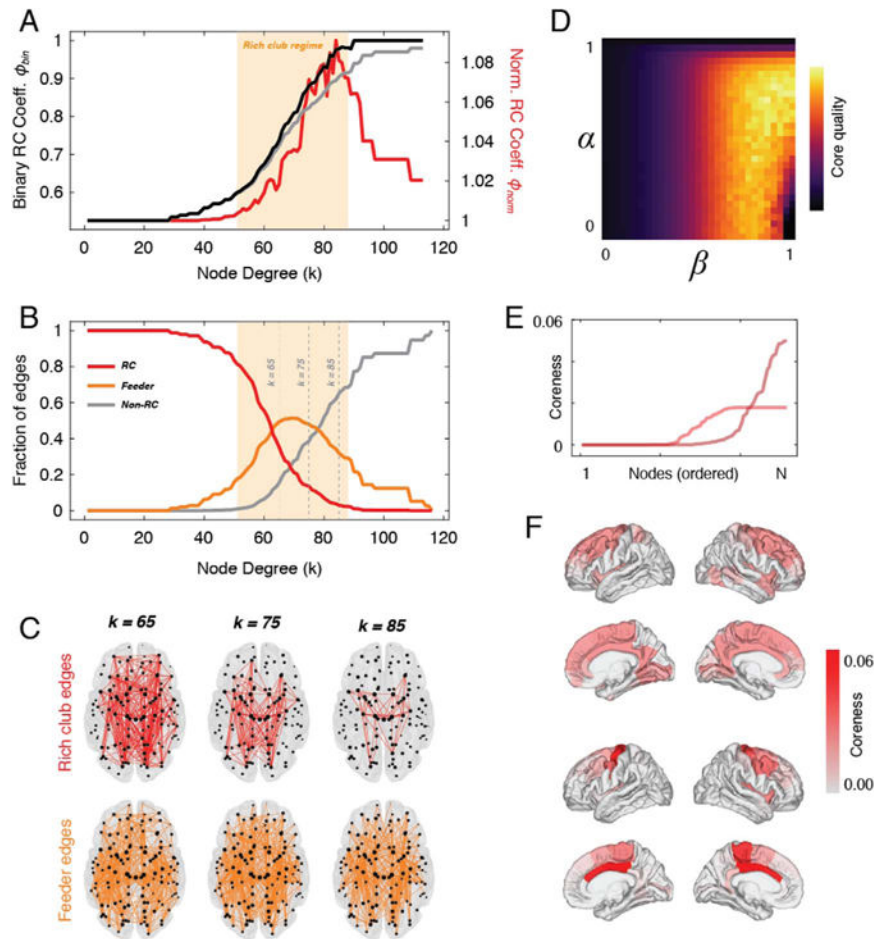 A
Rich club regime
Binary RC Coeff. ϕbin
1
0.9
0.8
0.7
0.6
1.08
1.06
1.04
1.02
1
Norm. RC Coeff. ϕnorm
0 20 40 60 80 100 120
Node Degree (k)
B
Fraction of edges
1
0.8
0.6
0.4
0.2
0
RC
Feeder
Non-RC
k = 65
k = 75
k = 85
0 20 40 60 80 100 120
Node Degree (k)
C
k = 65 k = 75 k = 85
Rich club edges
Feeder edges
D
1
α
0
0 1
β
Core quality
E
0.06
Coreness
0
1 Nodes (ordered) N
F
0.06
Coreness
0.00